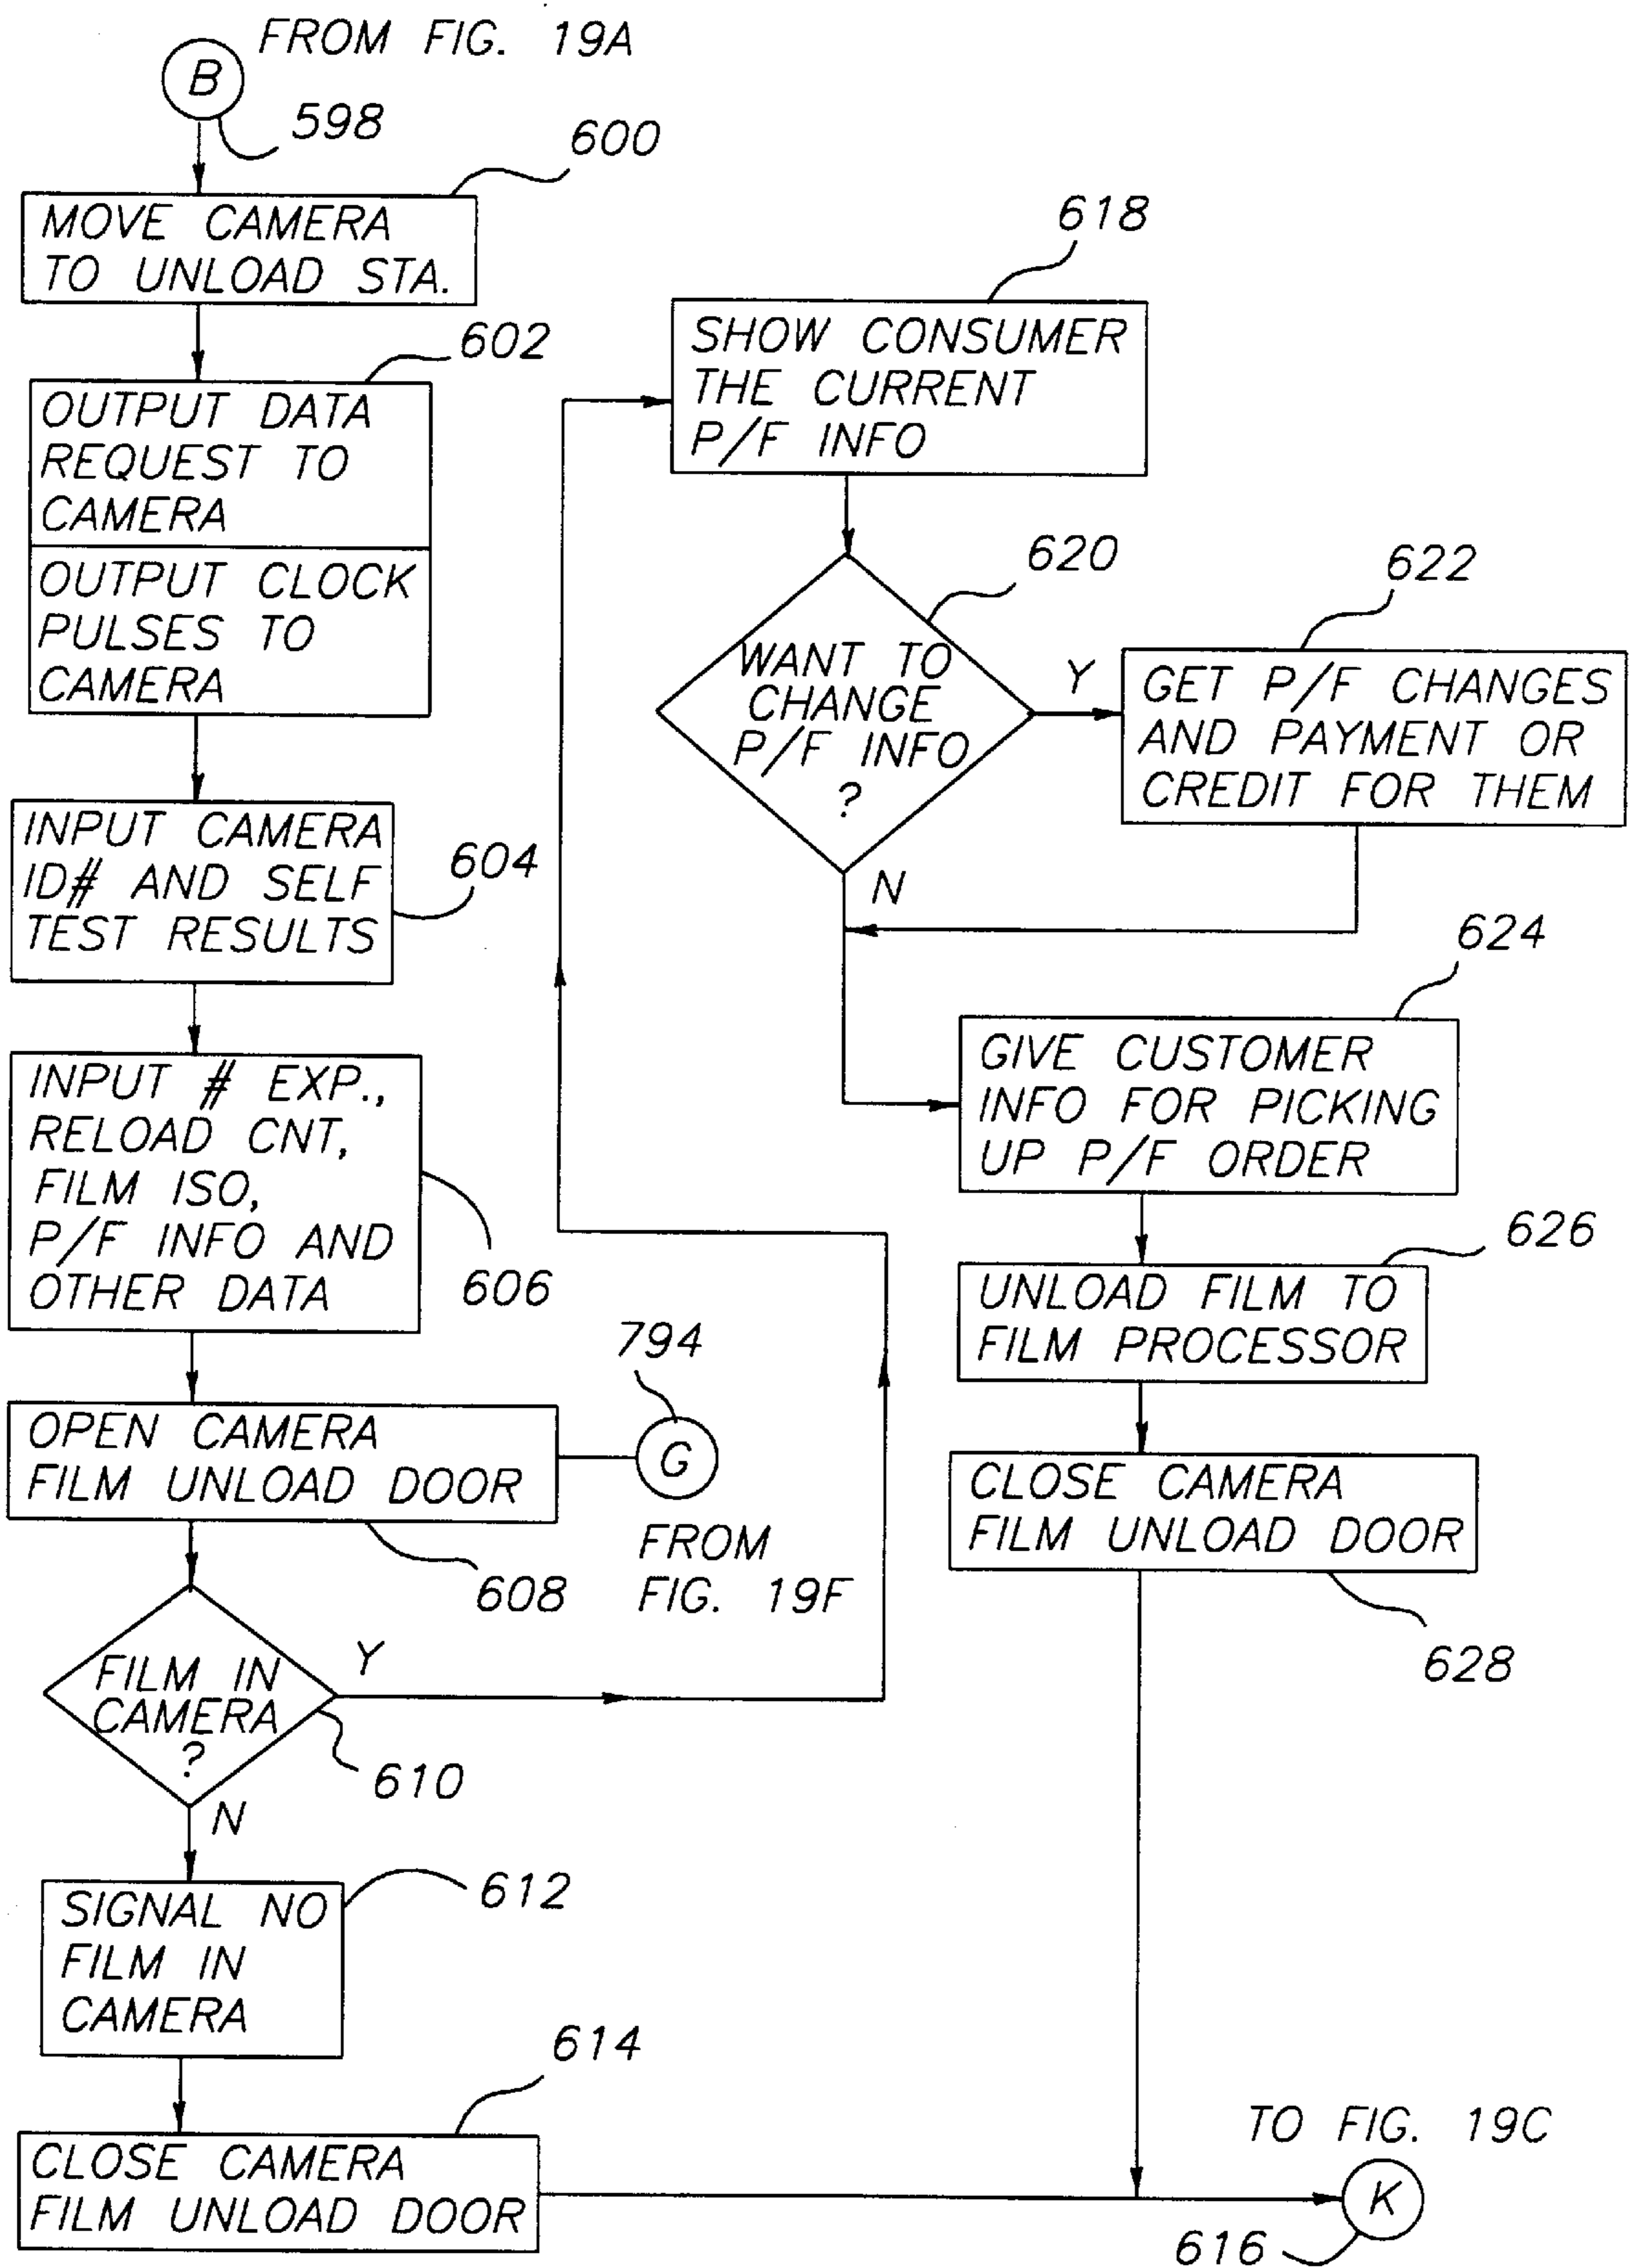 FROM FIG. 19A
B
598
600
MOVE CAMERA
TO UNLOAD STA.
602
OUTPUT DATA
REQUEST TO
CAMERA
OUTPUT CLOCK
PULSES TO
CAMERA
INPUT CAMERA
ID# AND SELF
TEST RESULTS
604
INPUT # EXP.,
RELOAD CNT,
FILM ISO,
P/F INFO AND
OTHER DATA
606
OPEN CAMERA
FILM UNLOAD DOOR
608
794
G
FROM
FIG. 19F
FILM IN
CAMERA
?
Y
610
N
SIGNAL NO
FILM IN
CAMERA
612
614
CLOSE CAMERA
FILM UNLOAD DOOR
618
SHOW CONSUMER
THE CURRENT
P/F INFO
620
WANT TO
CHANGE
P/F INFO
?
Y
N
622
GET P/F CHANGES
AND PAYMENT OR
CREDIT FOR THEM
624
GIVE CUSTOMER
INFO FOR PICKING
UP P/F ORDER
626
UNLOAD FILM TO
FILM PROCESSOR
CLOSE CAMERA
FILM UNLOAD DOOR
628
TO FIG. 19C
K
616